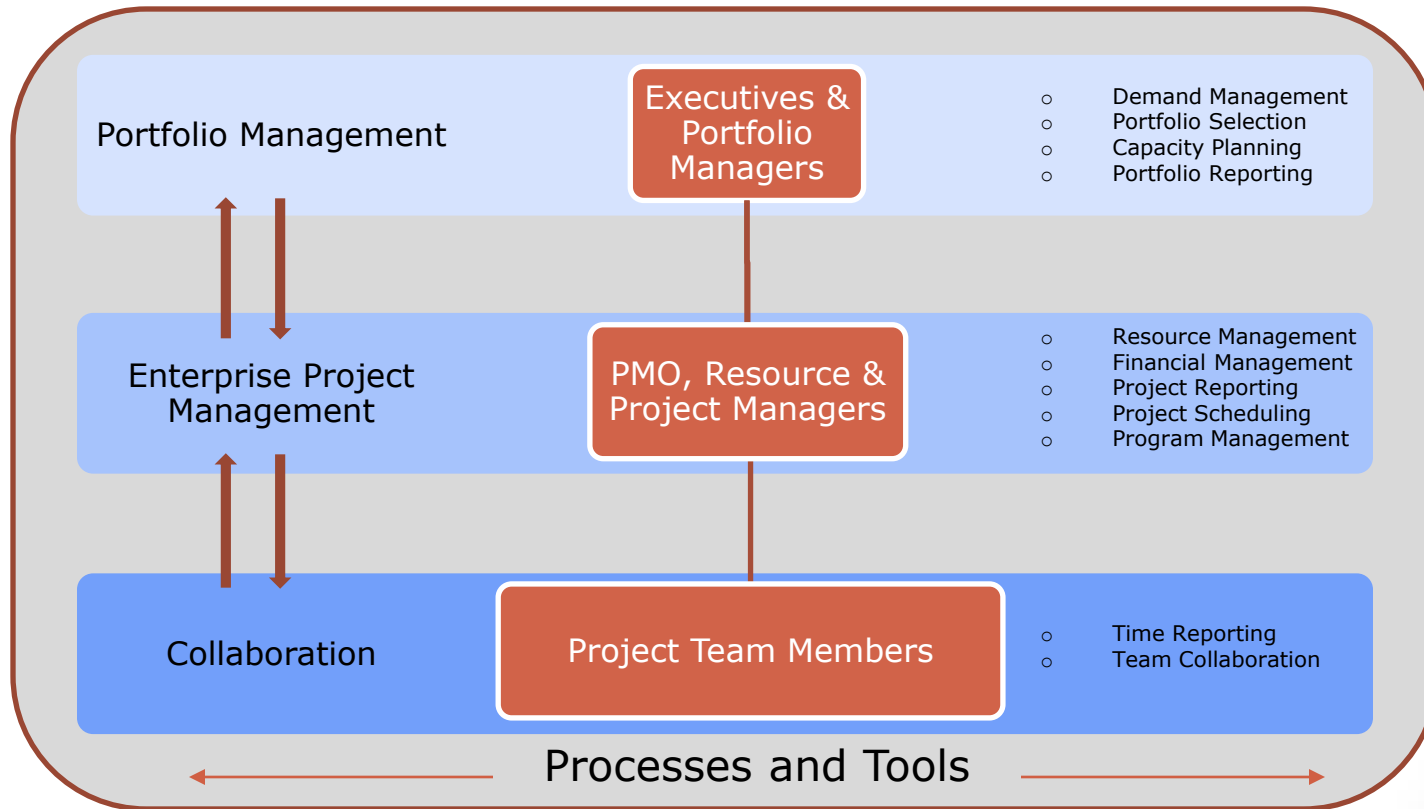 Portfolio Management
Executives &
Portfolio
Managers
o Demand Management
o Portfolio Selection
o Capacity Planning
o Portfolio Reporting
Enterprise Project
Management
PMO, Resource &
Project Managers
o Resource Management
o Financial Management
o Project Reporting
o Project Scheduling
o Program Management
Collaboration
Project Team Members
o Time Reporting
o Team Collaboration
Processes and Tools